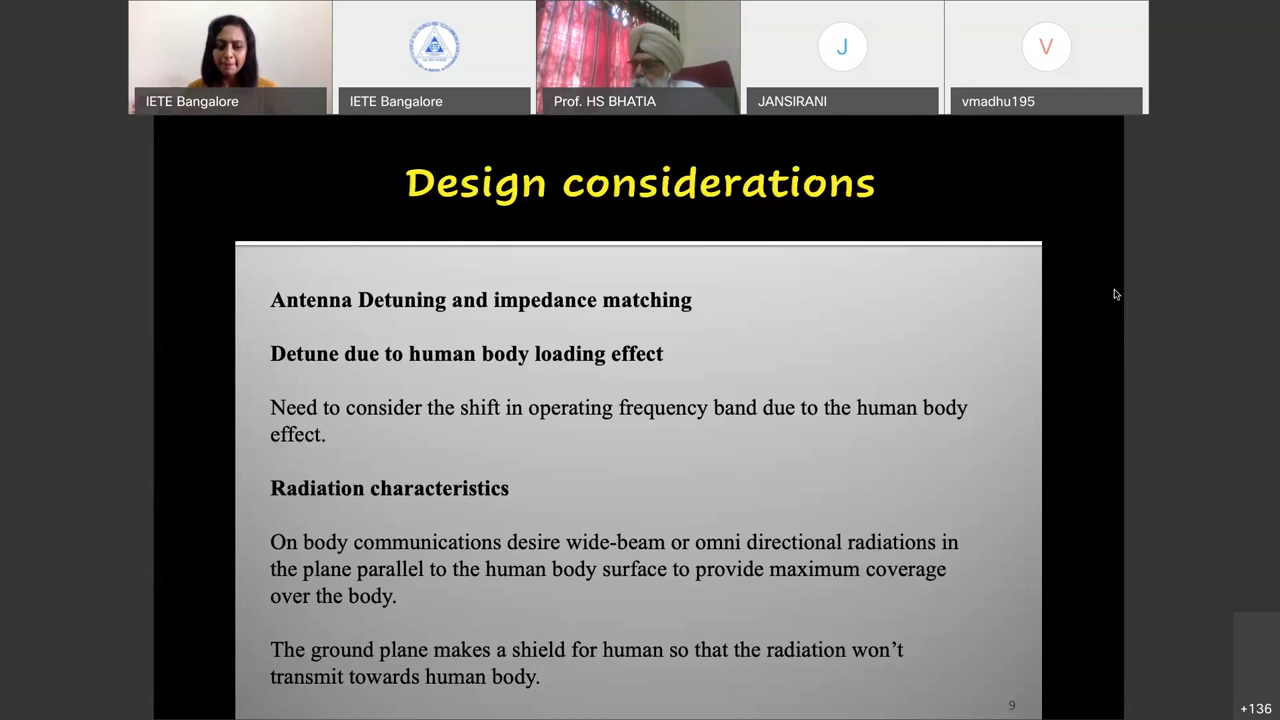 IETE Bangalore
IETE Bangalore
Prof. HS BHATIA
J
JANSIRANI
V
vmadhu195
Design considerations
Antenna Detuning and impedance matching
Detune due to human body loading effect
Need to consider the shift in operating frequency band due to the human body
effect.
Radiation characteristics
On body communications desire wide-beam or omni directional radiations in
the plane parallel to the human body surface to provide maximum coverage
over the body.
The ground plane makes a shield for human so that the radiation won’t
transmit towards human body.
9
+136